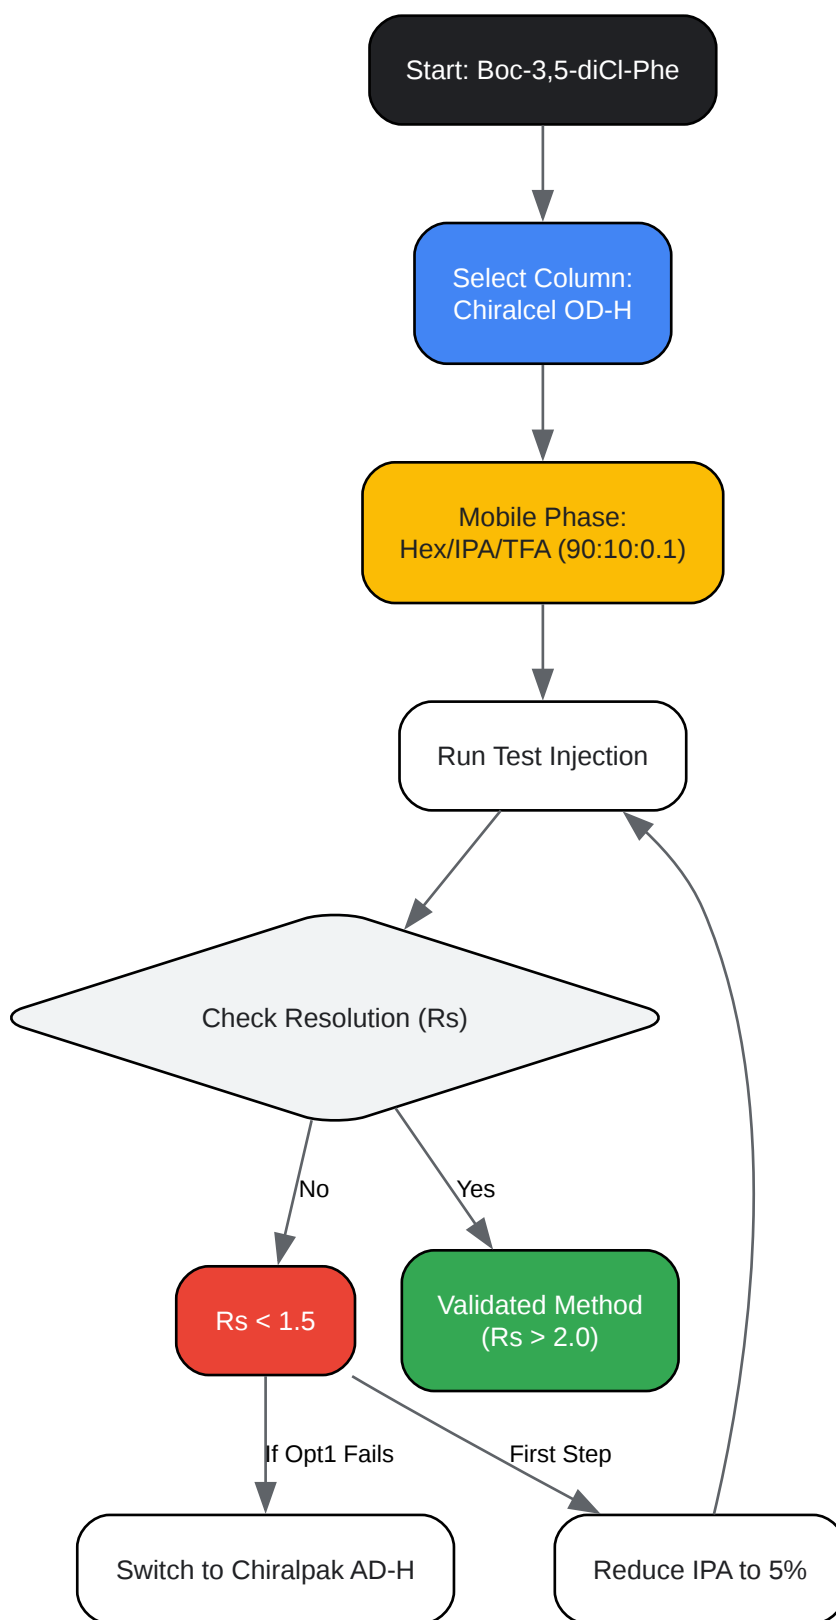 Start: Boc-3,5-diCl-Phe
Select Column:
Chiralcel OD-H
Mobile Phase:
Hex/IPA/TFA (90:10:0.1)
Run Test Injection
Check Resolution (Rs)
No
Yes
Rs < 1.5
Validated Method
(Rs > 2.0)
If Opt1 Fails
First Step
Switch to Chiralpak AD-H
Reduce IPA to 5%